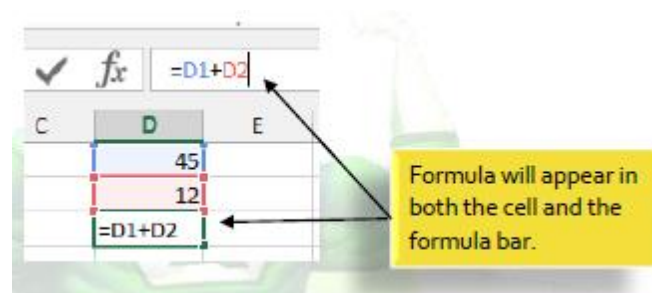 fx =D1+D2
C D E
45
12
=D1+D2
Formula will appear in
both the cell and the
formula bar.